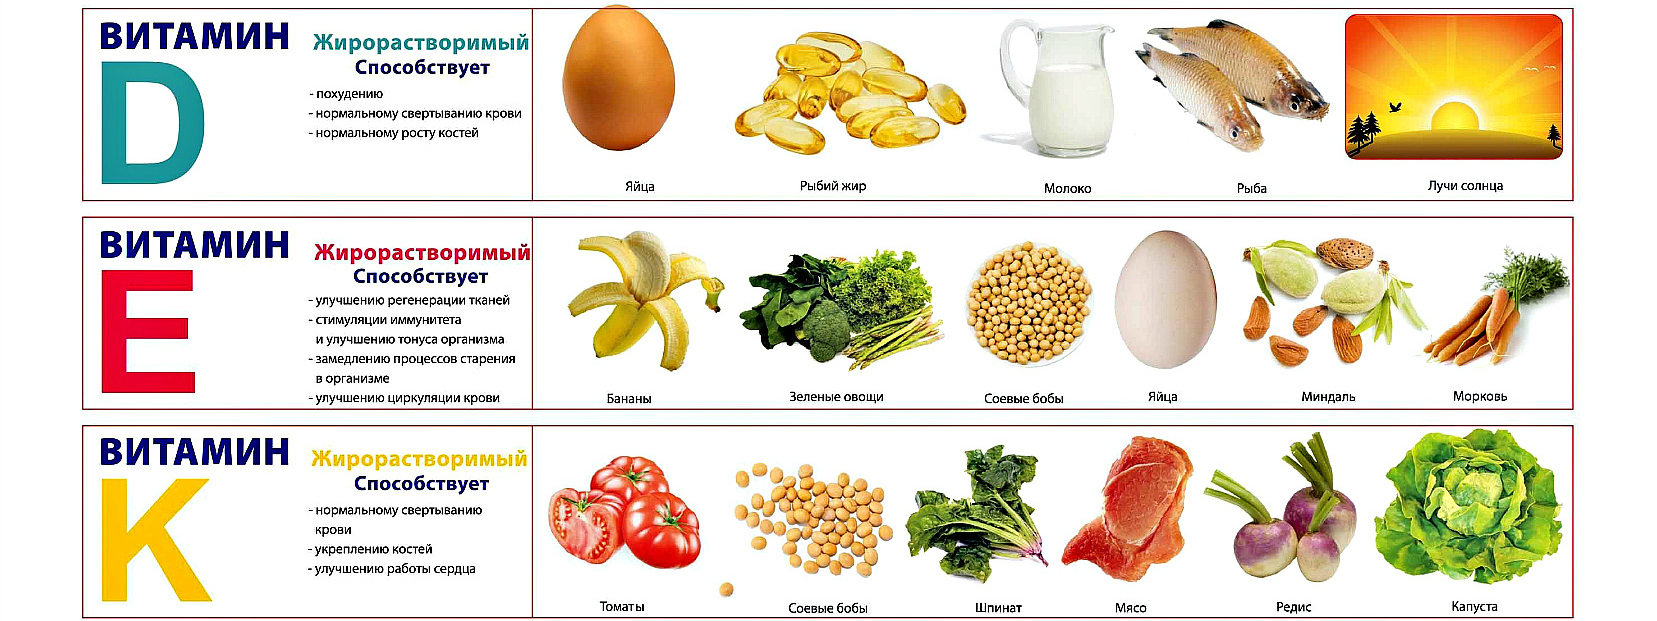 ВИТАМИН
D
Жирорастворимый
Способствует
- похудению
- нормальному свертыванию крови
- нормальному росту костей
Яйца
Рыбий жир
Молоко
Рыба
Лучи солнца
ВИТАМИН
E
Жирорастворимый
Способствует
- улучшению регенерации тканей
- стимуляции иммунитета
и улучшению тонуса организма
- замедлению процессов старения
в организме
- улучшению циркуляции крови
Бананы
Зеленые овощи
Соевые бобы
Яйца
Миндаль
Морковь
ВИТАМИН
K
Жирорастворимый
Способствует
- нормальному свертыванию
крови
- укреплению костей
- улучшению работы сердца
Томаты
Соевые бобы
Шпинат
Мясо
Редис
Капуста